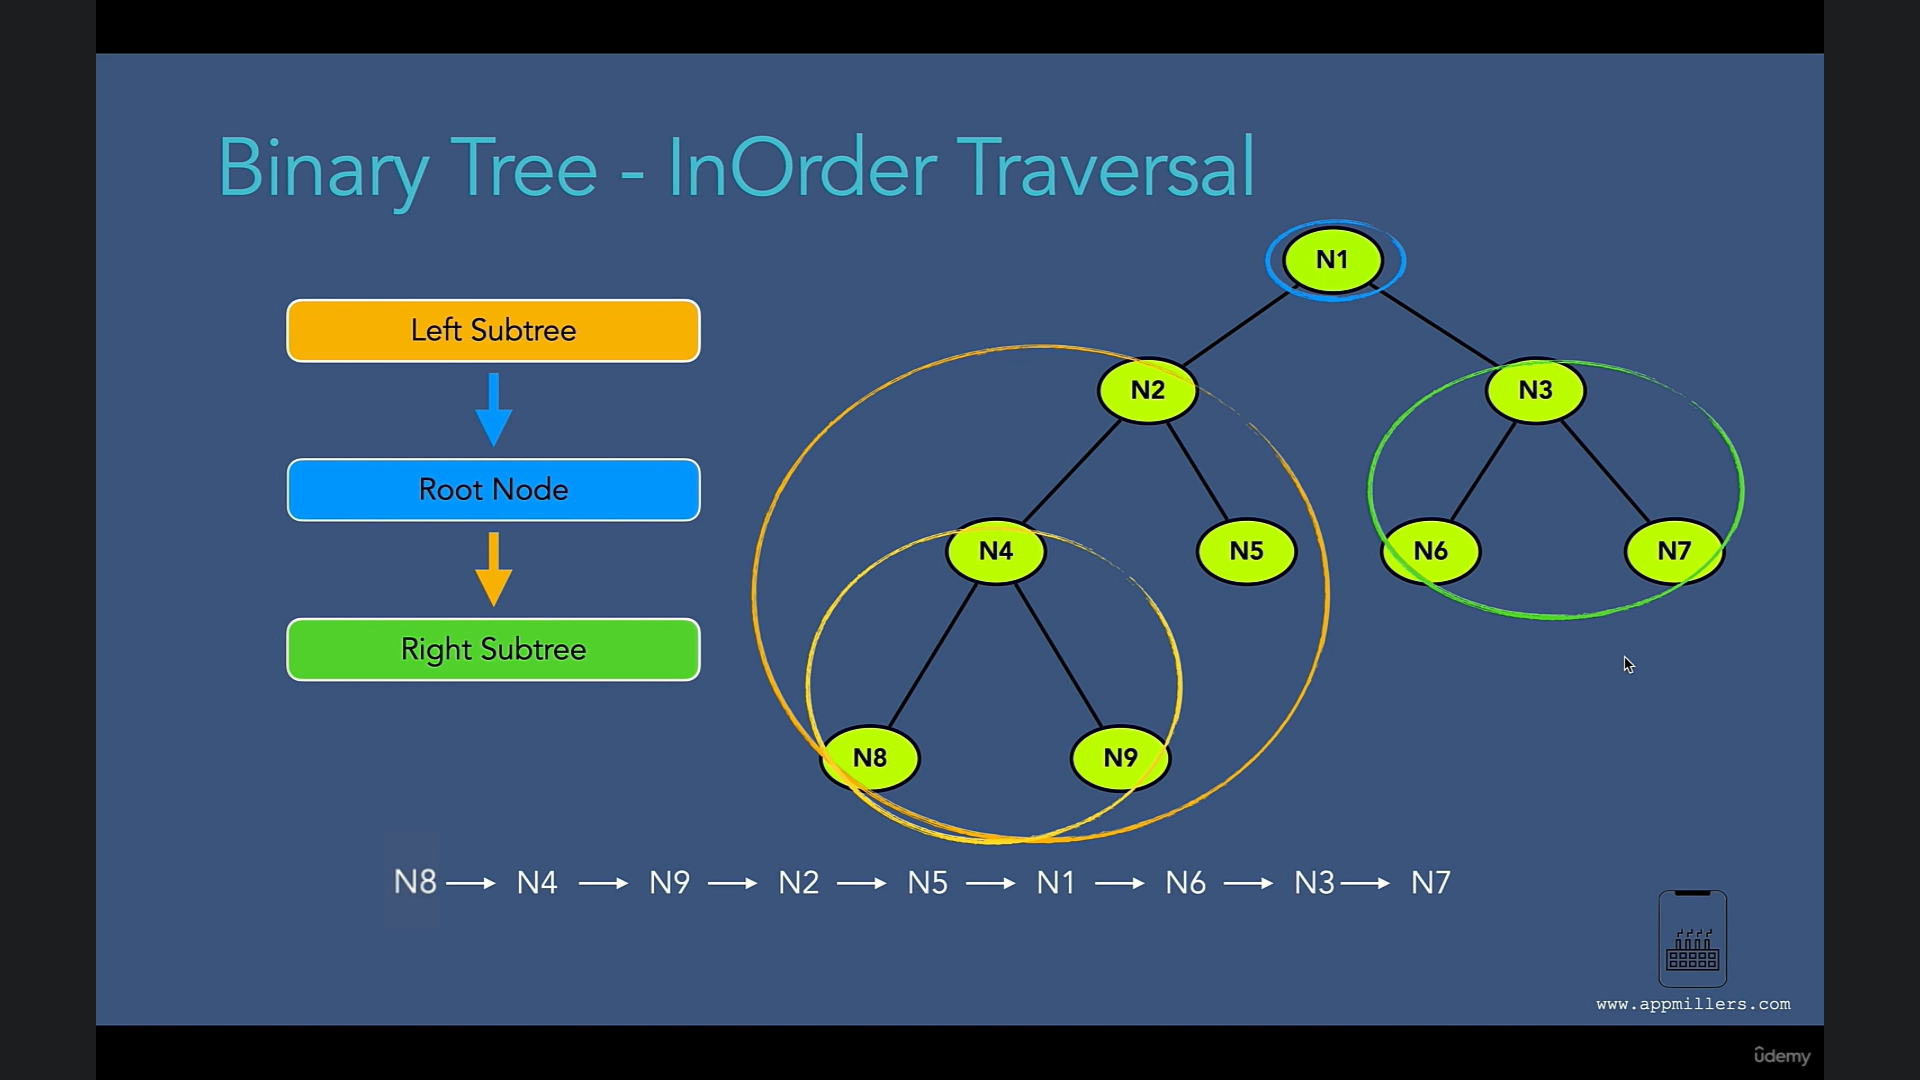 Binary Tree - InOrder Traversal
N1
Left Subtree
N2
N3
Root Node
N4
N5
N6
N7
Right Subtree
N8
N9
N8 → N4 → N9 → N2 → N5 → N1 → N6 → N3 → N7
www.appmillers.com
ûdemy